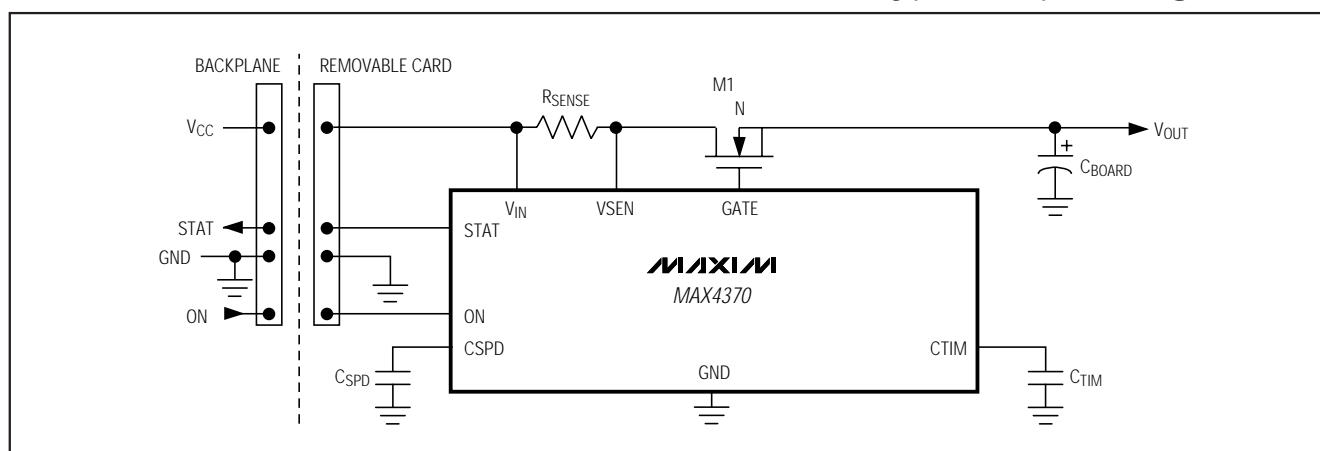 BACKPLANE
REMOVABLE CARD
VCC
RSENSE
M1
N
VOUT
+
CBOARD
VIN
VSEN
GATE
STAT
STAT
GND
MAXIM
MAX4370
ON
ON
CSPD
CTIM
CSPD
GND
CTIM